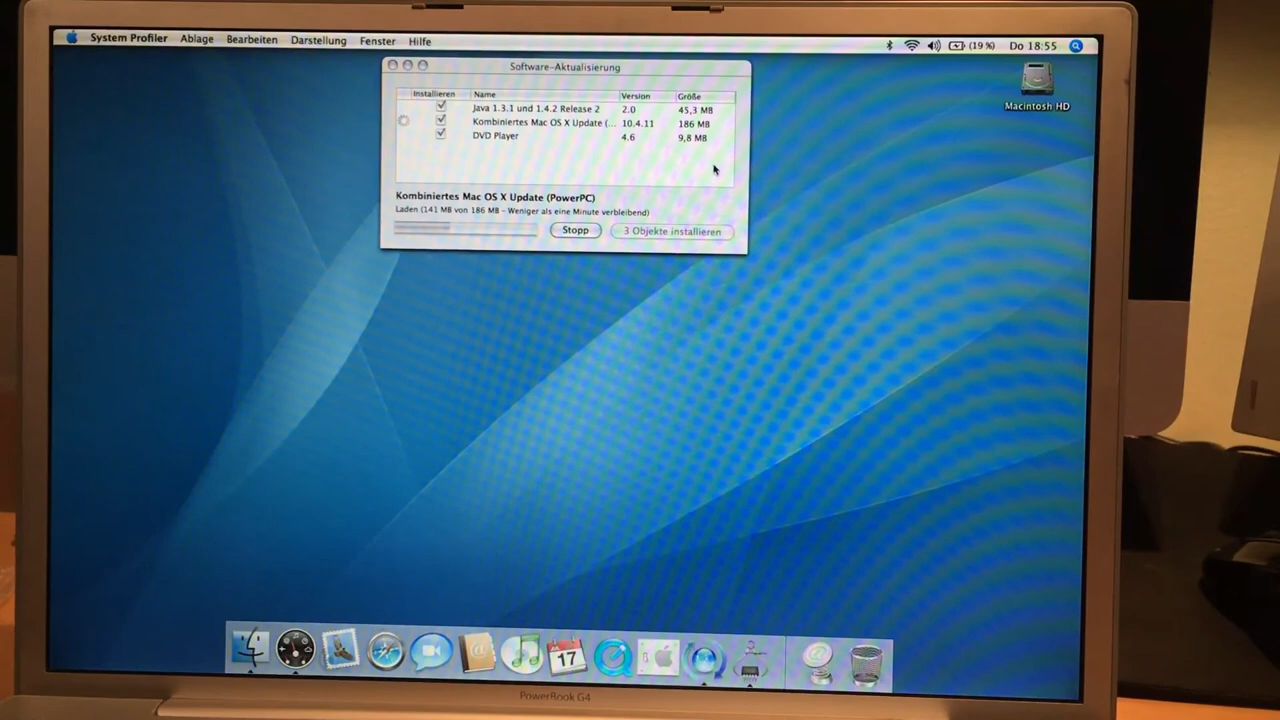 System Profiler Ablage Bearbeiten Darstellung Fenster Hilfe (19 %) Do 18:55
Software-Aktualisierung
Installieren Name Version Größe
Java 1.3.1 und 1.4.2 Release 2 2.0 45,3 MB
Kombiniertes Mac OS X Update (... 10.4.11 186 MB
DVD Player 4.6 9,8 MB
Kombiniertes Mac OS X Update (PowerPC)
Laden (141 MB von 186 MB – Weniger als eine Minute verbleibend)
Stopp 3 Objekte installieren
Macintosh HD
17
PowerBook G4